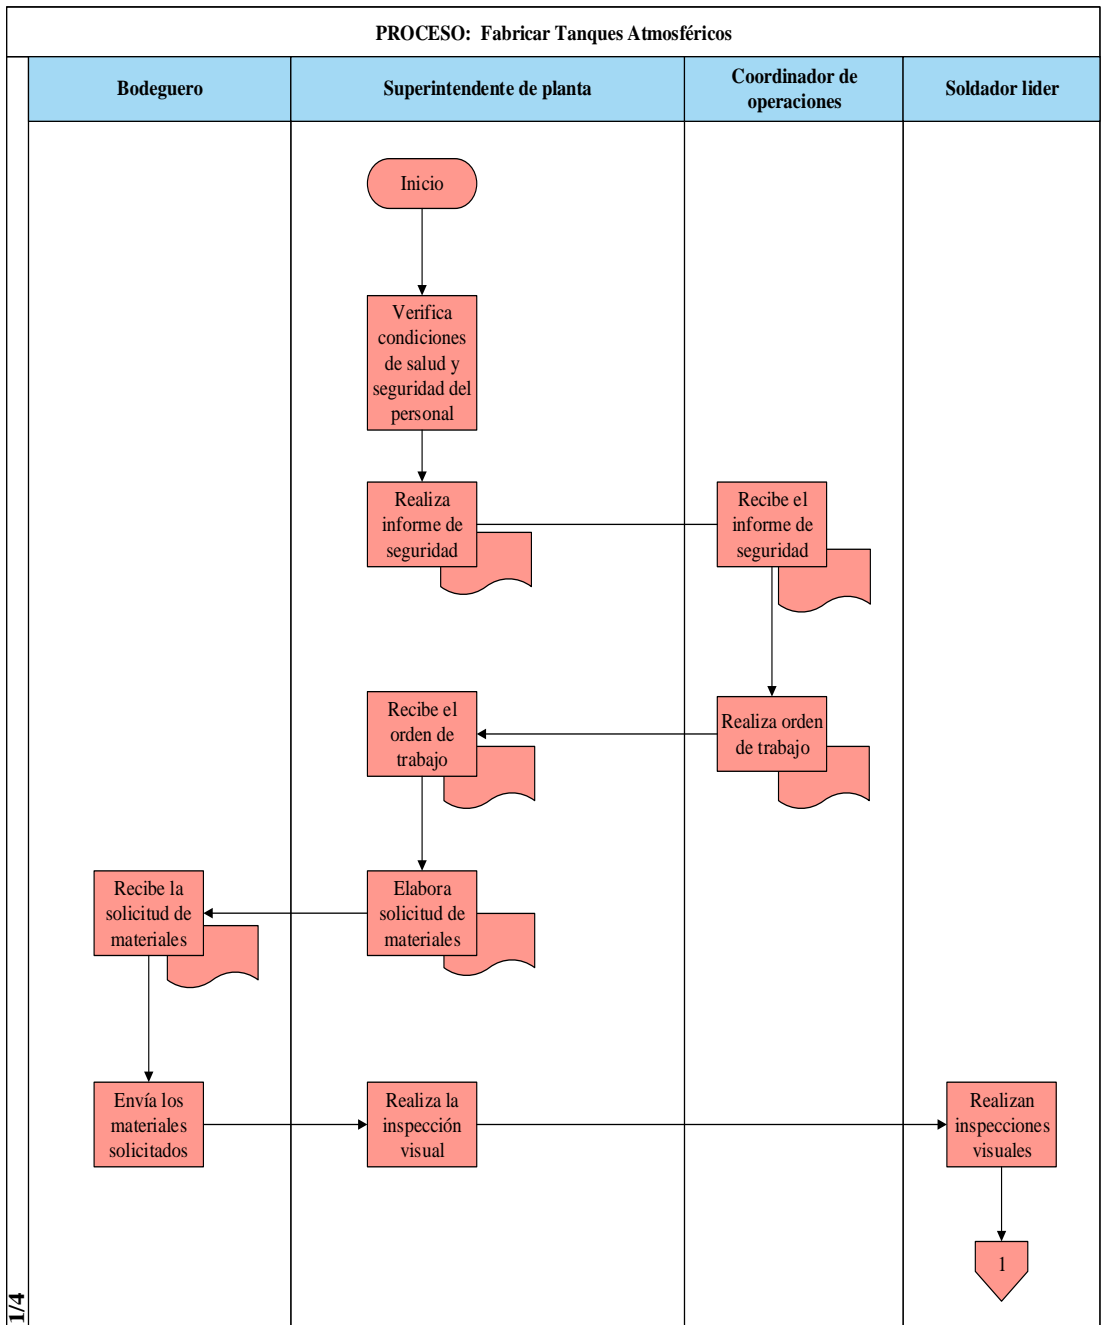 PROCESO: Fabricar Tanques Atmosféricos
Bodeguero
Superintendente de planta
Coordinador de
operaciones
Soldador lider
Inicio
Verifica
condiciones
de salud y
seguridad del
personal
Realiza
informe de
seguridad
Recibe el
informe de
seguridad
Recibe el
orden de
trabajo
Realiza orden
de trabajo
Recibe la
solicitud de
materiales
Elabora
solicitud de
materiales
Envía los
materiales
solicitados
Realiza la
inspección
visual
Realizan
inspecciones
visuales
1
1/4